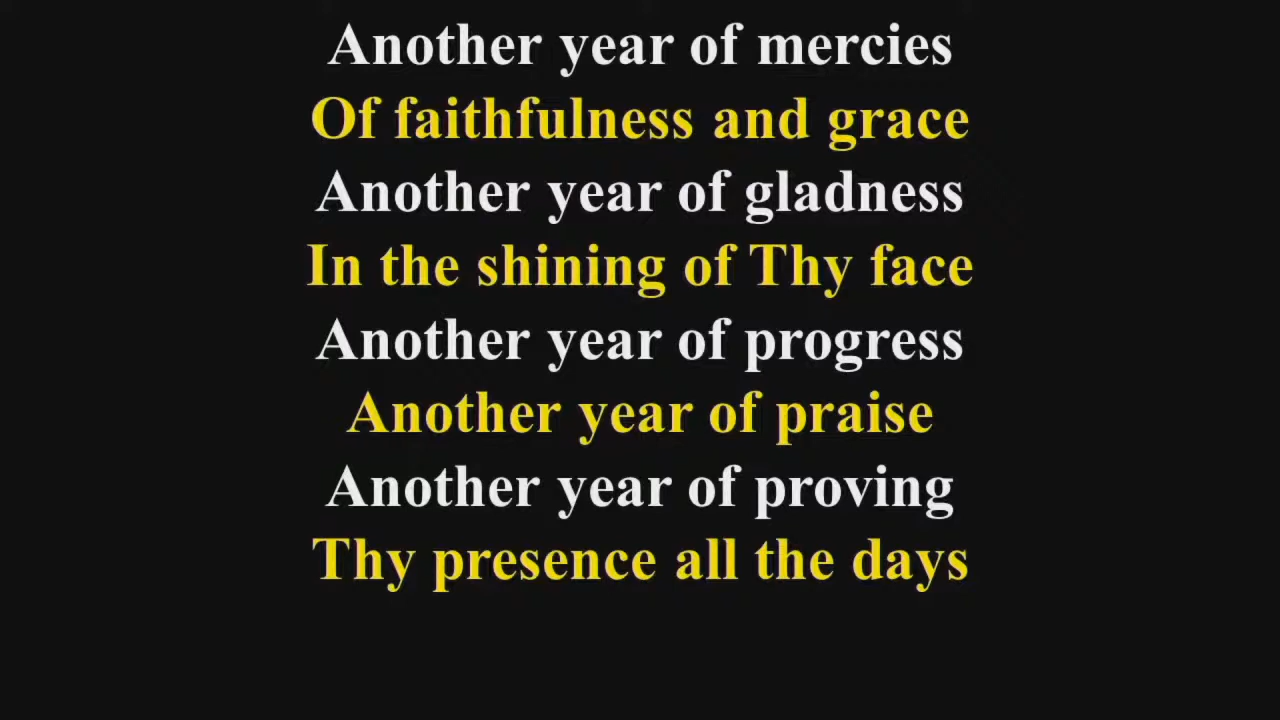 Another year of mercies
Of faithfulness and grace
Another year of gladness
In the shining of Thy face
Another year of progress
Another year of praise
Another year of proving
Thy presence all the days